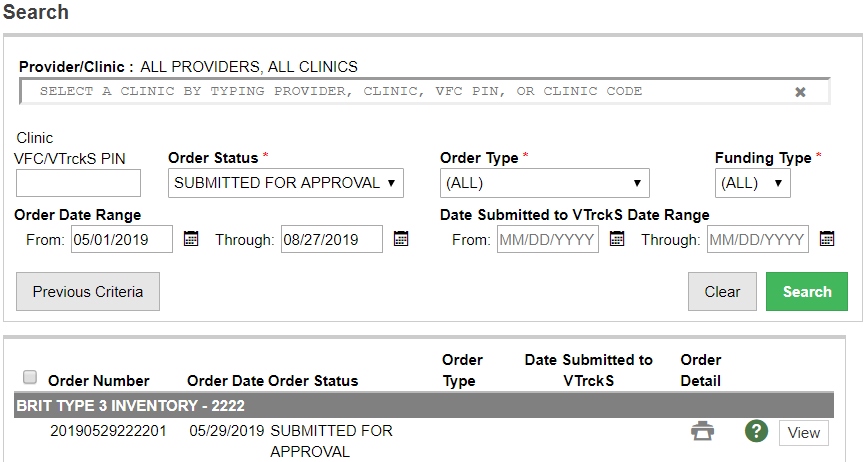 Search
Provider/Clinic : ALL PROVIDERS, ALL CLINICS
SELECT A CLINIC BY TYPING PROVIDER, CLINIC, VFC PIN, OR CLINIC CODE
Clinic
VFC/VTrckS PIN
Order Status *
Order Type *
Funding Type *
SUBMITTED FOR APPROVAL
(ALL)
(ALL)
Order Date Range
Date Submitted to VTrckS Date Range
From: 05/01/2019 Through: 08/27/2019 From: MM/DD/YYYY Through: MM/DD/YYYY
Previous Criteria
Clear
Search
Order Number
Order Date
Order Status
Order
Type
Date Submitted to
VTrckS
Order
Detail
BRIT TYPE 3 INVENTORY - 2222
20190529222201 05/29/2019 SUBMITTED FOR
APPROVAL
? View